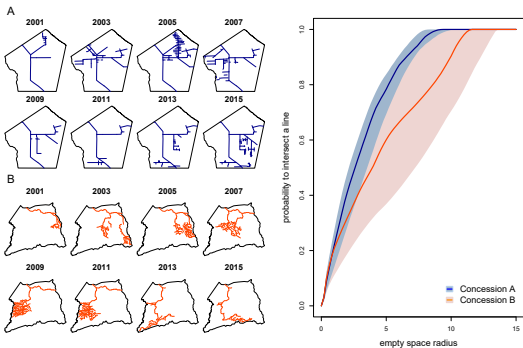 A
2001 2003 2005 2007
2009 2011 2013 2015
B
2001 2003 2005 2007
2009 2011 2013 2015
probability to intersect a line
1.0
0.8
0.6
0.4
0.2
0.0
Concession A
Concession B
0 5 10 15
empty space radius